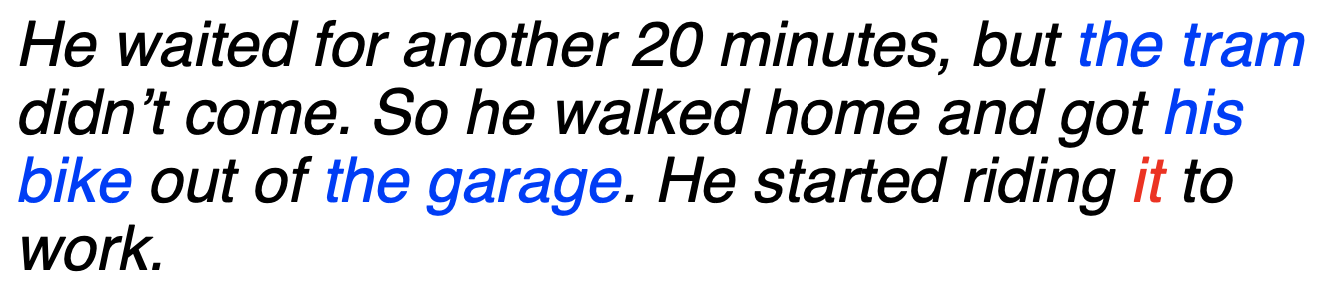 He waited for another 20 minutes, but the tram
didn’t come. So he walked home and got his
bike out of the garage. He started riding it to
work.